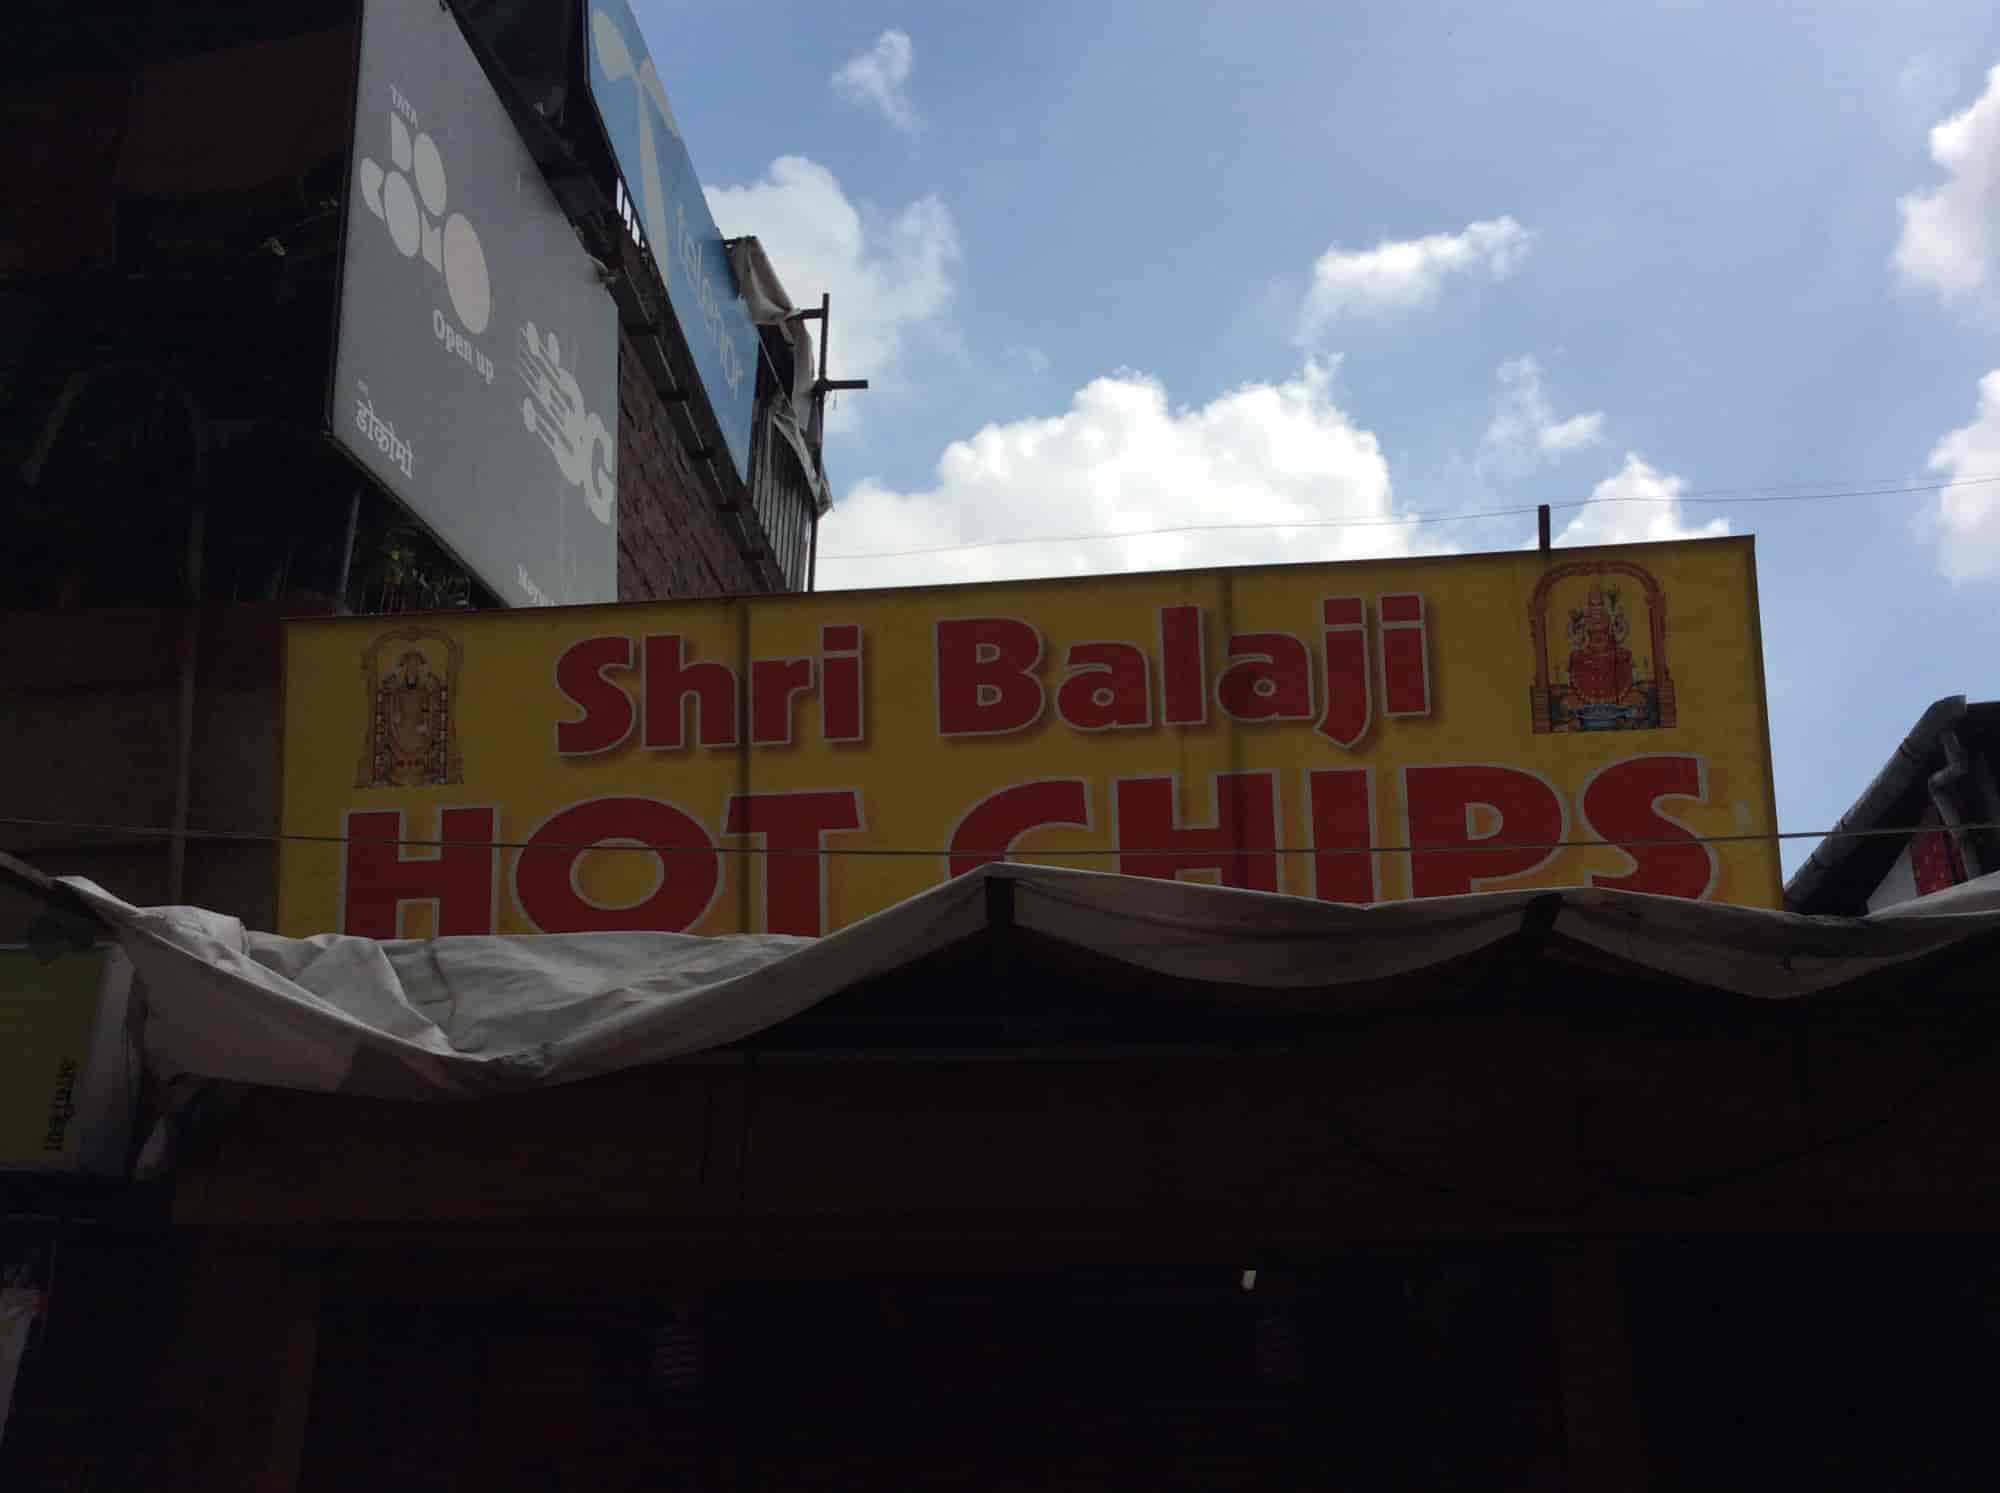 TATA
DOCOMO
Open up
3G
टाटा
डोकोमो
telenor
Shri Balaji
HOT CHIPS